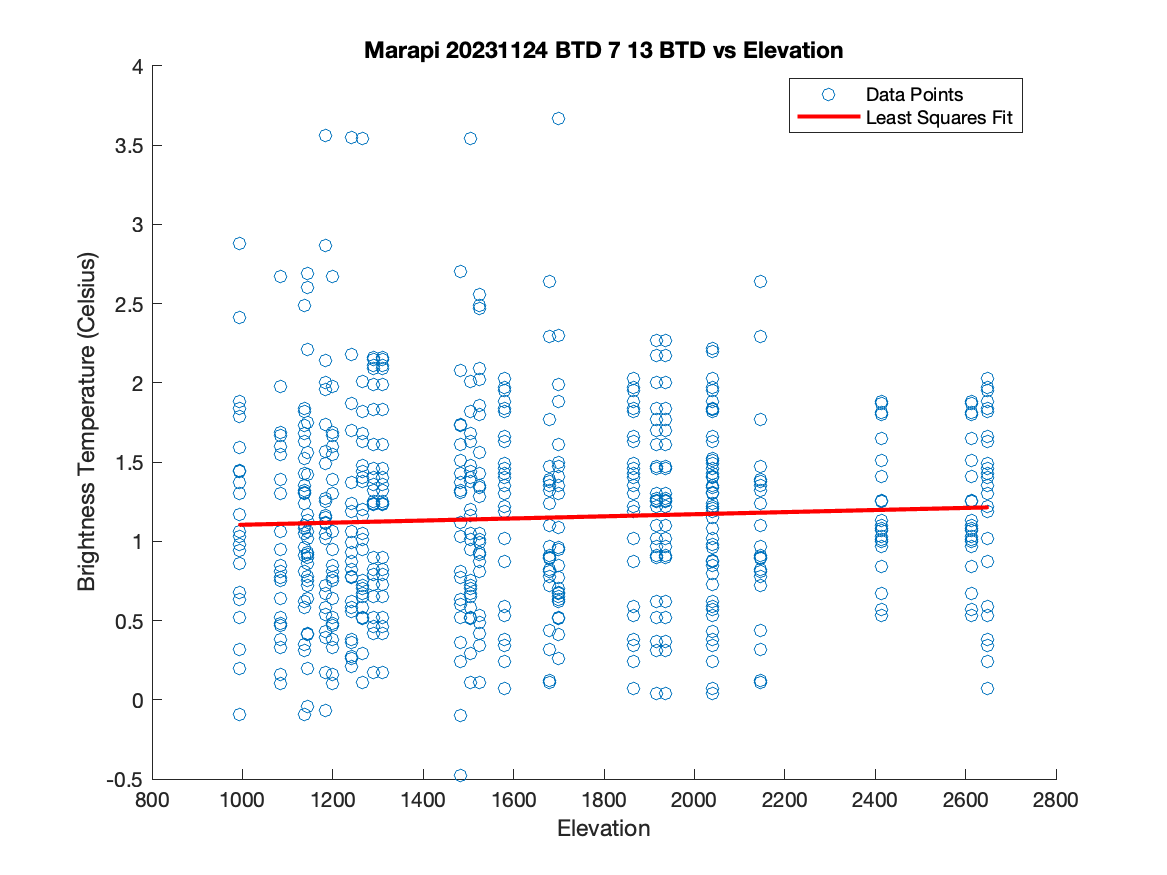 Marapi 20231124 BTD 7 13 BTD vs Elevation
Data Points
Least Squares Fit
Brightness Temperature (Celsius)
4
3.5
3
2.5
2
1.5
1
0.5
0
-0.5
800 1000 1200 1400 1600 1800 2000 2200 2400 2600 2800
Elevation